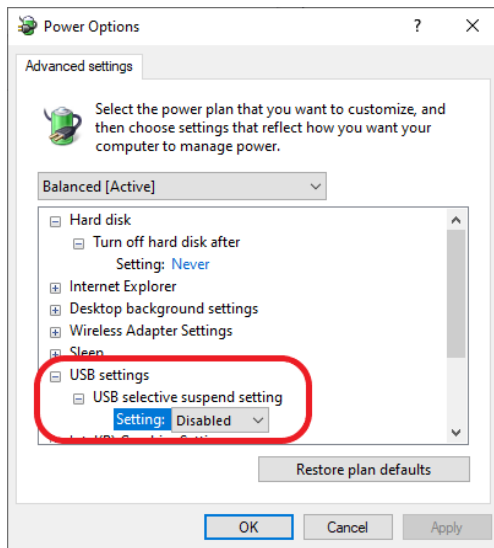 Power Options
Advanced settings
Select the power plan that you want to customize, and
then choose settings that reflect how you want your
computer to manage power.
Balanced [Active]
Hard disk
Turn off hard disk after
Setting: Never
Internet Explorer
Desktop background settings
Wireless Adapter Settings
Sleep
USB settings
USB selective suspend setting
Setting: Disabled
Restore plan defaults
OK Cancel Apply